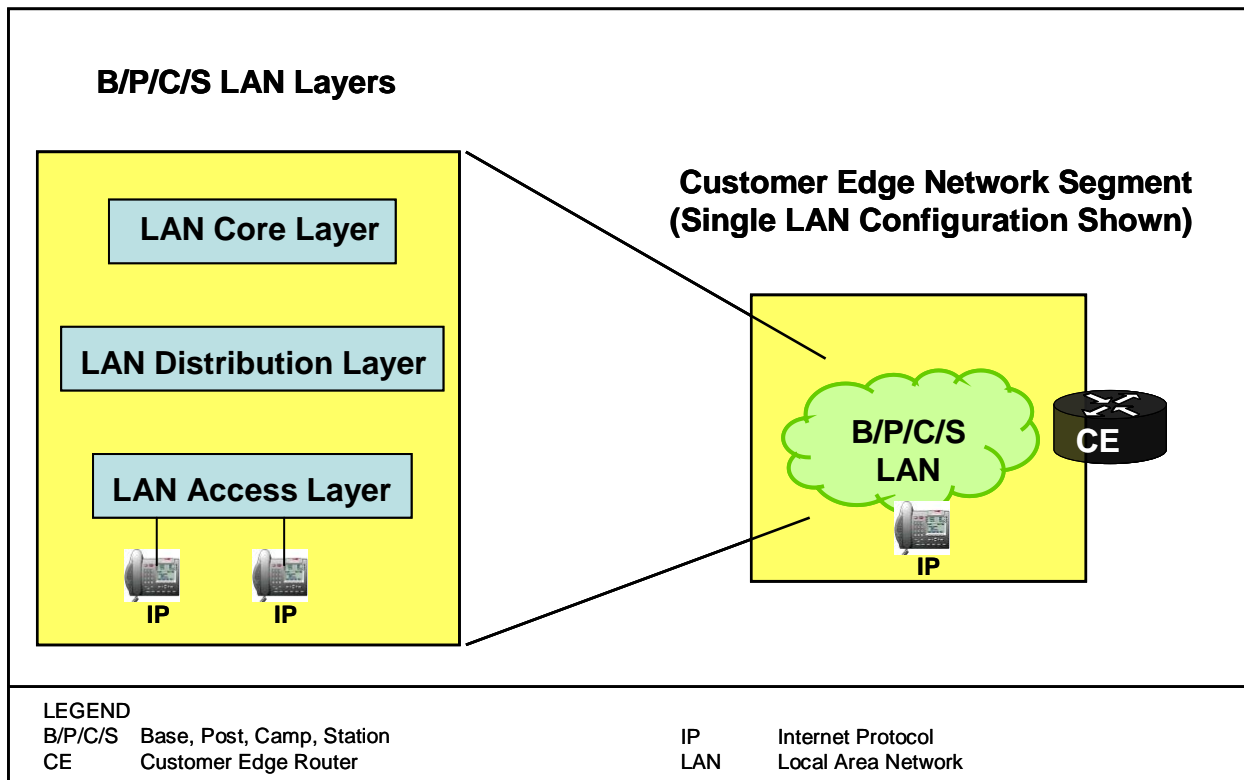 B/P/C/S LAN Layers
LAN Core Layer
LAN Distribution Layer
LAN Access Layer
IP
IP
Customer Edge Network Segment
(Single LAN Configuration Shown)
B/P/C/S
LAN
CE
IP
LEGEND
B/P/C/S Base, Post, Camp, Station
CE Customer Edge Router
IP Internet Protocol
LAN Local Area Network